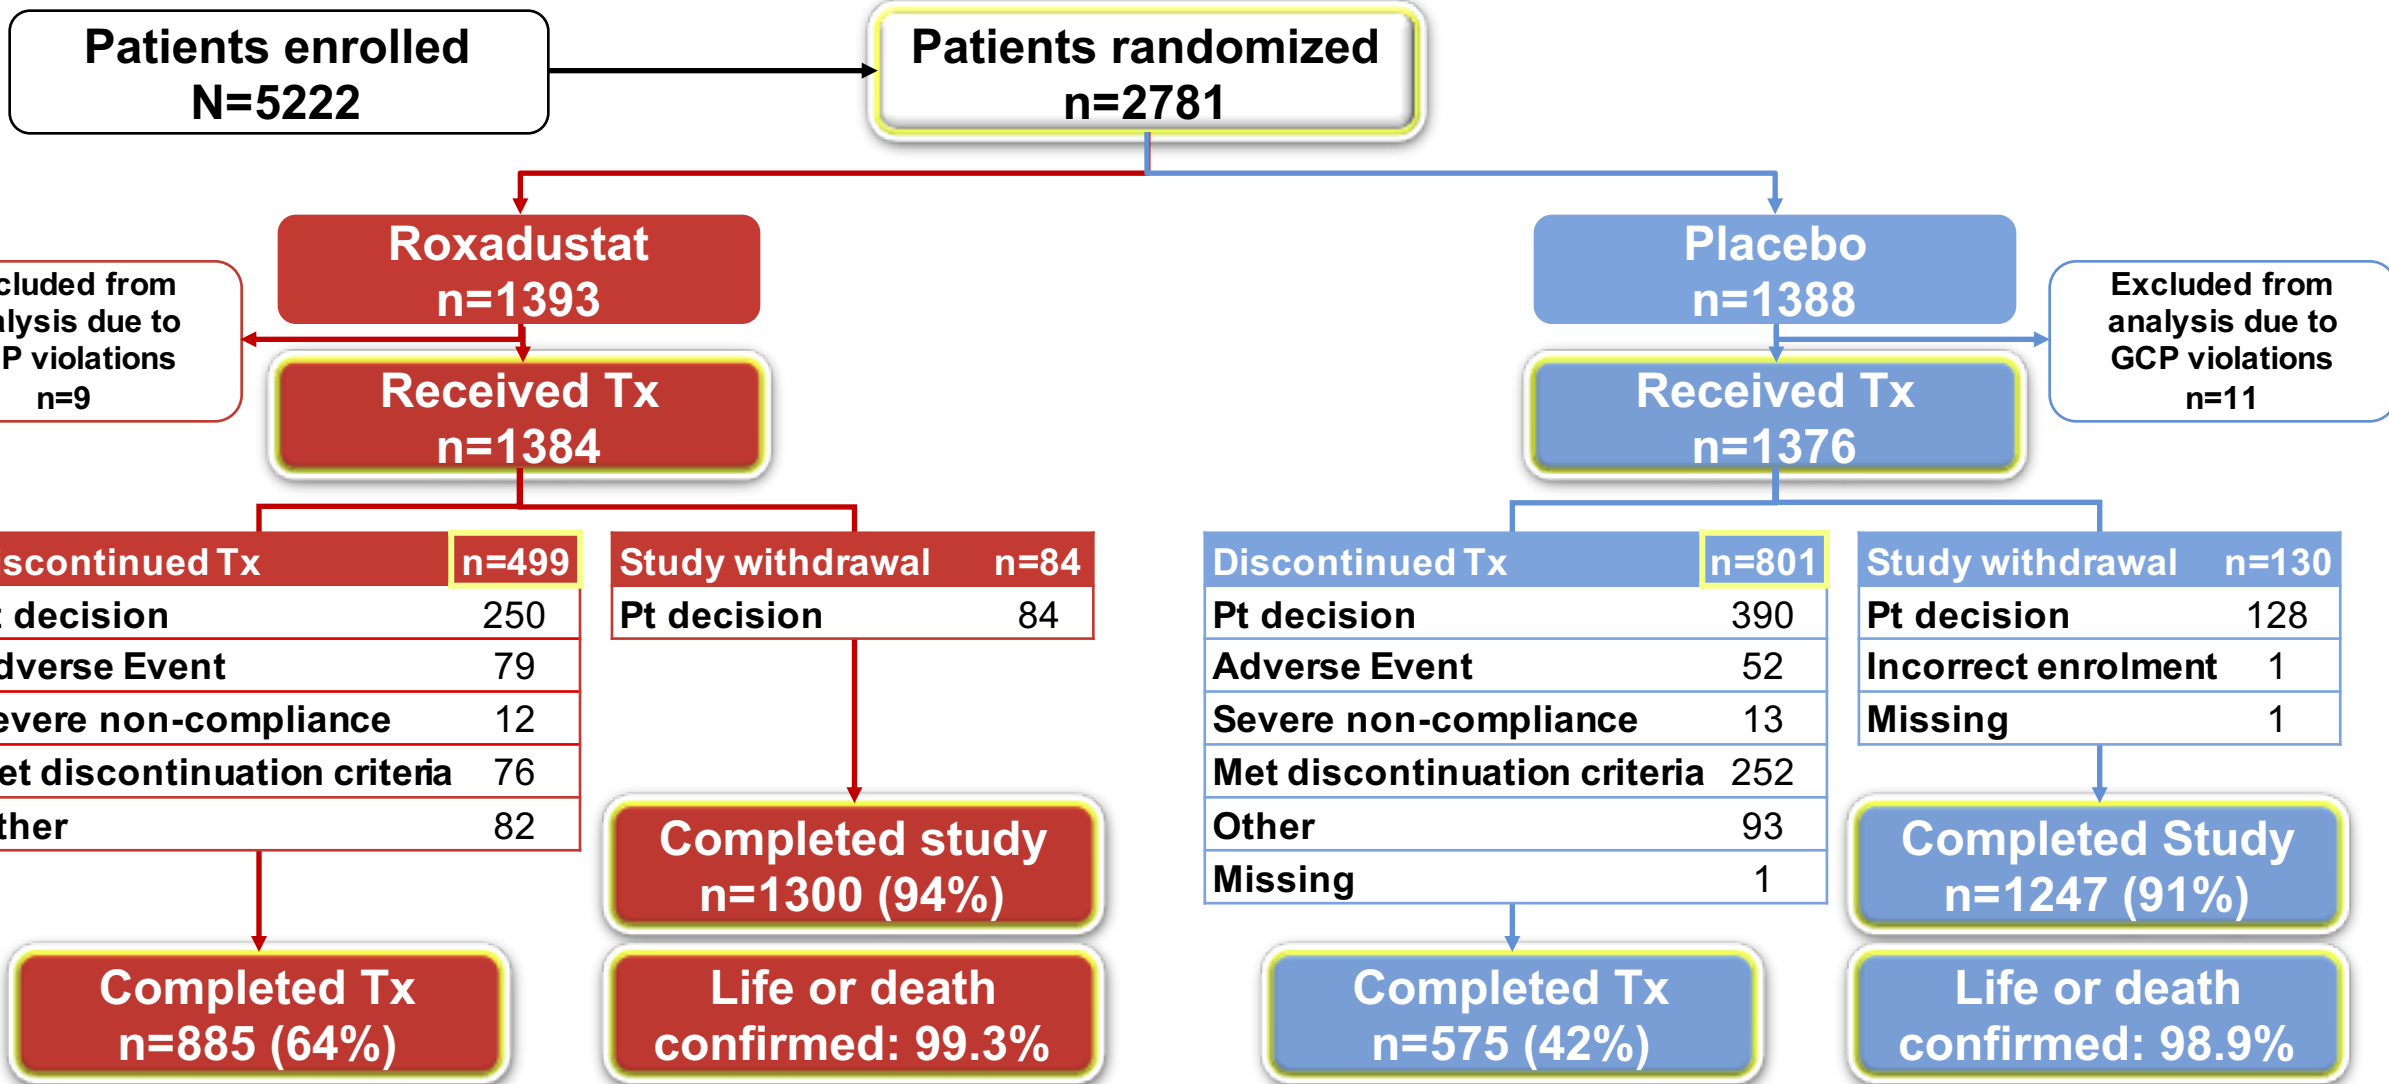 Patients enrolled
N=5222
Patients randomized
n=2781
Roxadustat
n=1393
Placebo
n=1388
cluded from
alysis due to
P violations
n=9
Excluded from
analysis due to
GCP violations
n=11
Received Tx
n=1384
Received Tx
n=1376
scontinued Tx n=499
t decision 250
dverse Event 79
evere non-compliance 12
et discontinuation criteria 76
ther 82
Study withdrawal n=84
Pt decision 84
Discontinued Tx n=801
Pt decision 390
Adverse Event 52
Severe non-compliance 13
Met discontinuation criteria 252
Other 93
Missing 1
Study withdrawal n=130
Pt decision 128
Incorrect enrolment 1
Missing 1
Completed study
n=1300 (94%)
Completed Study
n=1247 (91%)
Completed Tx
n=885 (64%)
Life or death
confirmed: 99.3%
Completed Tx
n=575 (42%)
Life or death
confirmed: 98.9%